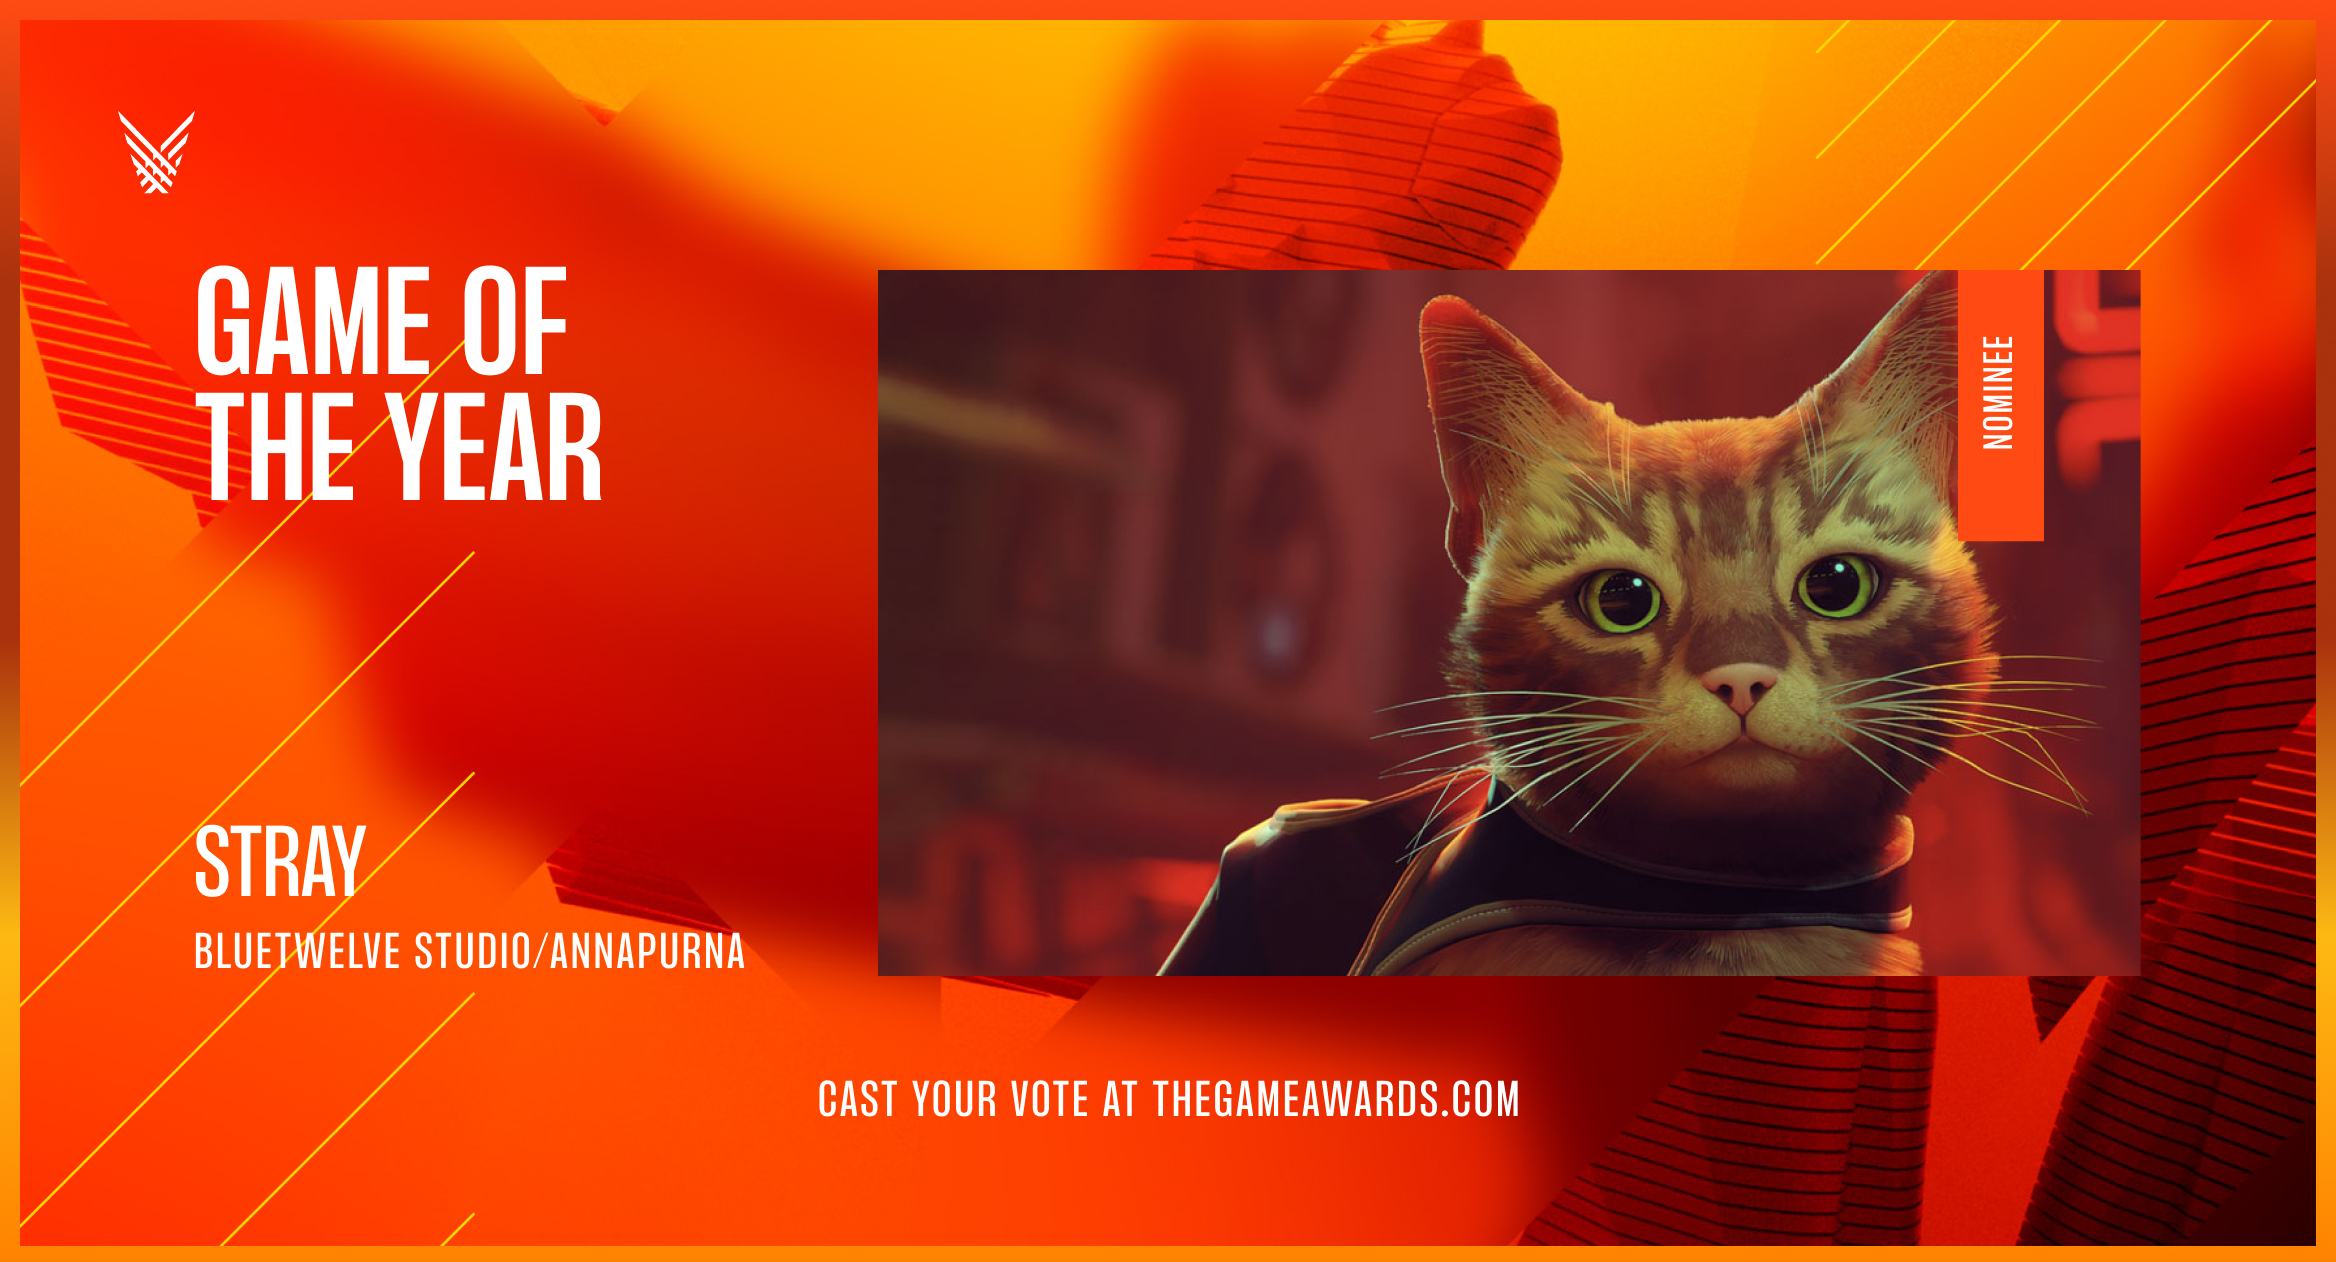 GAME OF
THE YEAR
NOMINEE
STRAY
BLUETWELVE STUDIO/ANNAPURNA
CAST YOUR VOTE AT THEGAMEAWARDS.COM